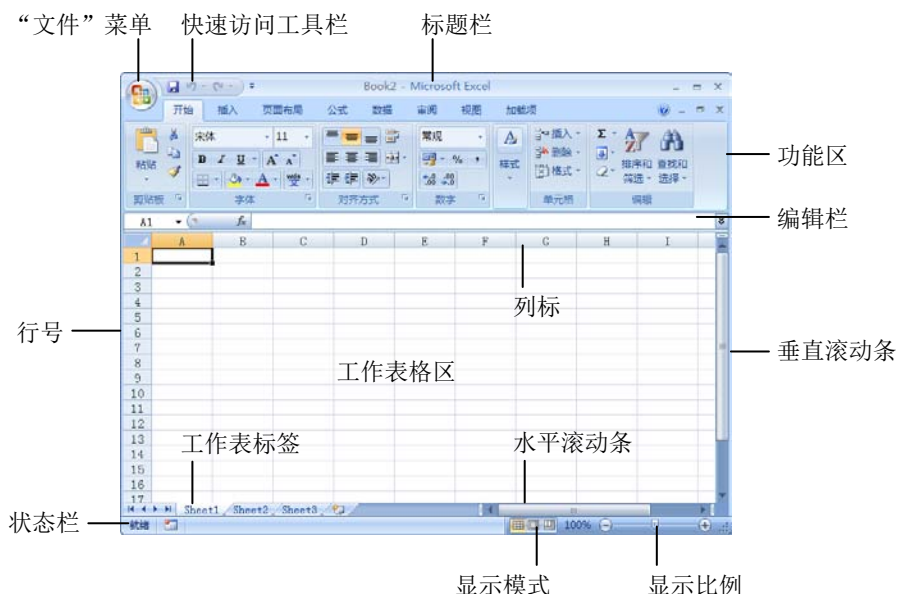 “文件”菜单 快速访问工具栏 标题栏
Book2 - Microsoft Excel
开始 插入 页面布局 公式 数据 审阅 视图 加载项
宋体 11 常规 插入
粘贴 B I U A A % , 样式 删除 排序和 查找和 功能区
A 格式 筛选 选择
剪贴板 字体 对齐方式 数字 单元格 编辑
A1 fx 编辑栏
A B C D E F G H I
1
2
3
4 列标
5
行号 6
7 垂直滚动条
8 工作表格区
9
10
11
12
13 工作表标签 水平滚动条
14
15
16
17
Sheet1 Sheet2 Sheet3
状态栏 就绪 100%
显示模式 显示比例